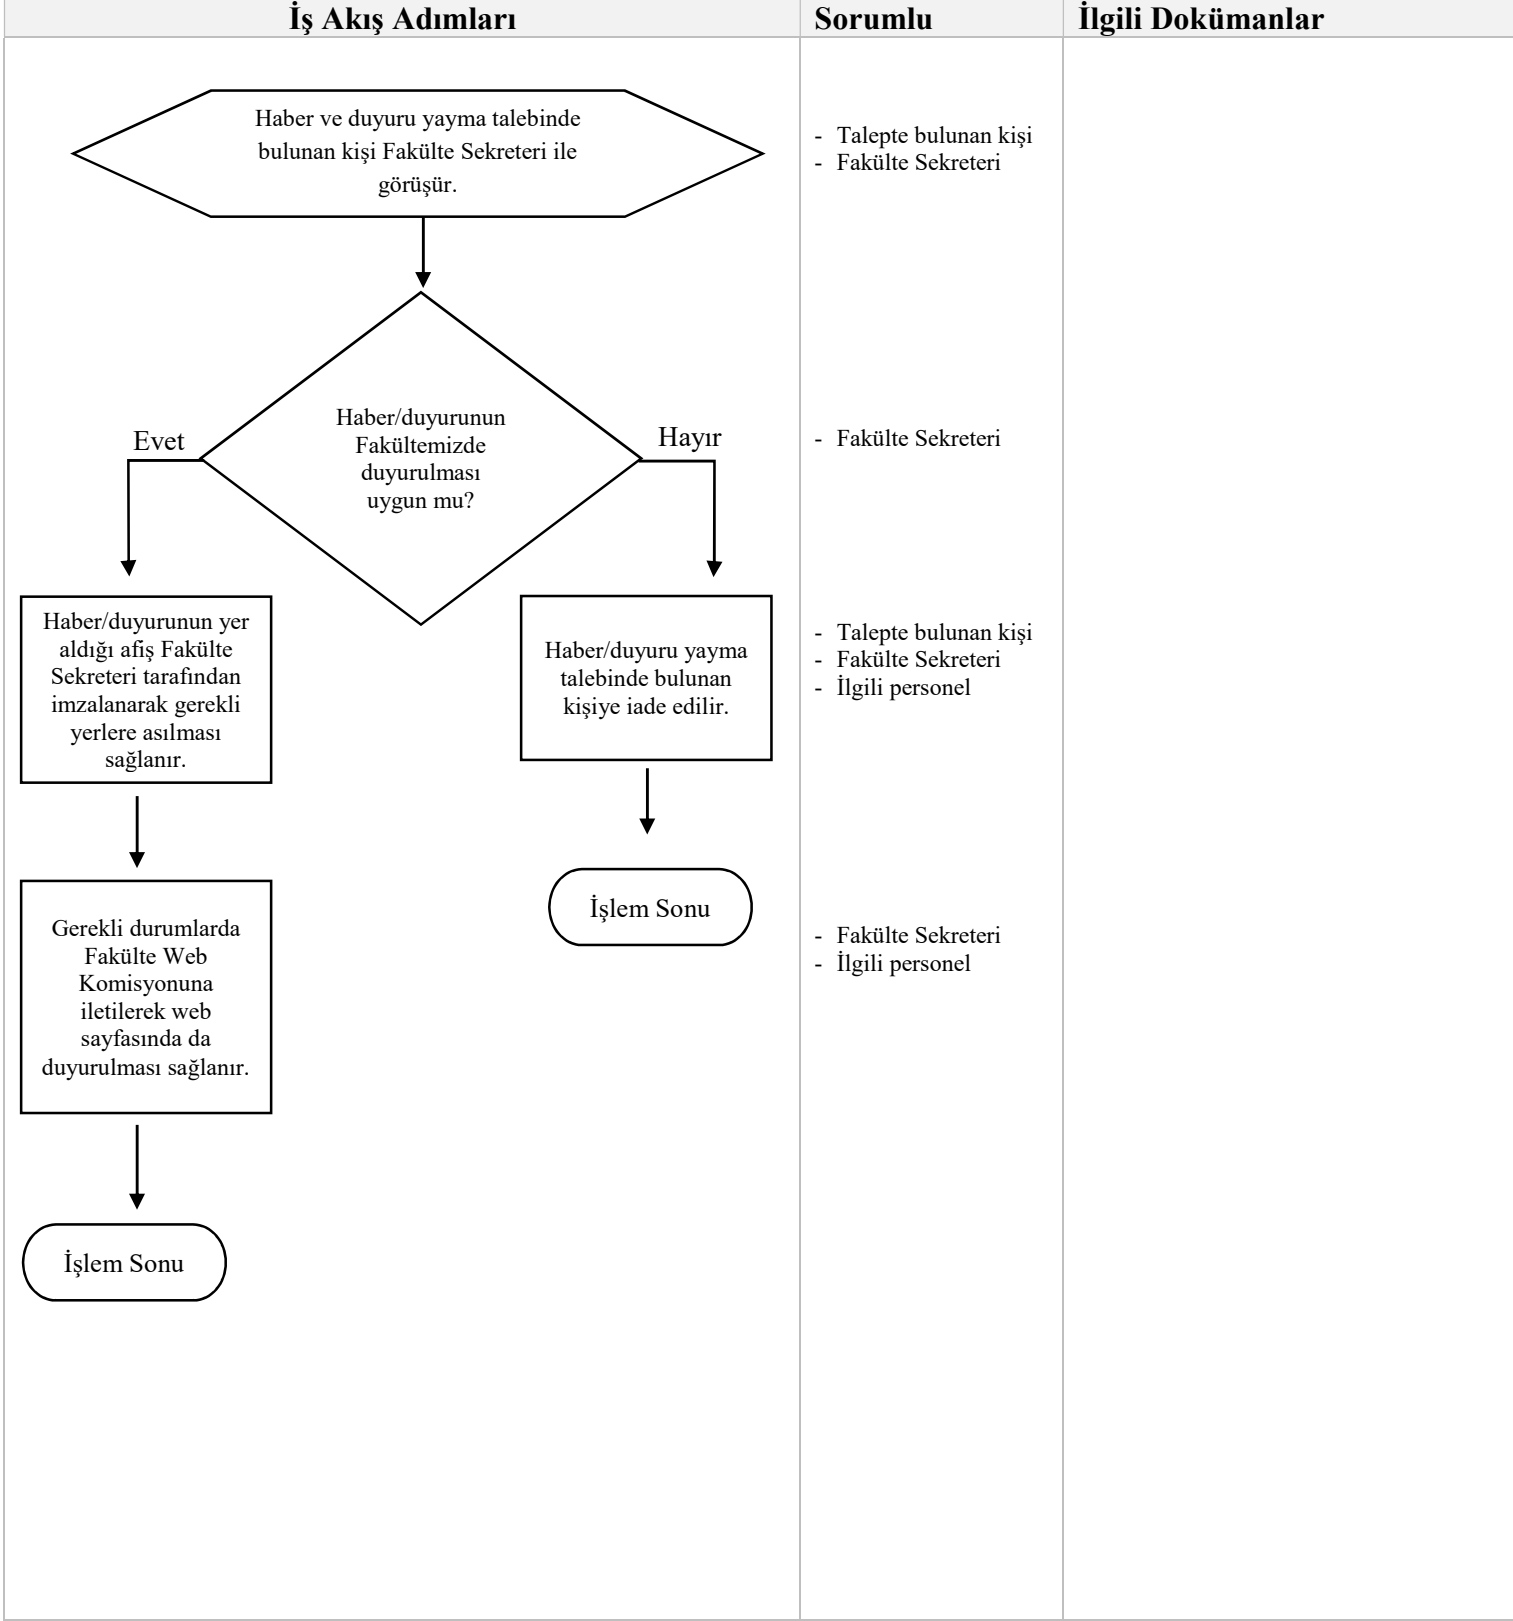 İş Akış Adımları
Sorumlu
İlgili Dokümanlar
Haber ve duyuru yayma talebinde
bulunan kişi Fakülte Sekreteri ile
görüşür.
- Talepte bulunan kişi
- Fakülte Sekreteri
Haber/duyurunun
Fakültemizde
duyurulması
uygun mu?
Evet
Hayır
- Fakülte Sekreteri
Haber/duyurunun yer
aldığı afiş Fakülte
Sekreteri tarafından
imzalanarak gerekli
yerlere asılması
sağlanır.
Haber/duyuru yayma
talebinde bulunan
kişiye iade edilir.
- Talepte bulunan kişi
- Fakülte Sekreteri
- İlgili personel
Gerekli durumlarda
Fakülte Web
Komisyonuna
iletilerek web
sayfasında da
duyurulması sağlanır.
İşlem Sonu
- Fakülte Sekreteri
- İlgili personel
İşlem Sonu